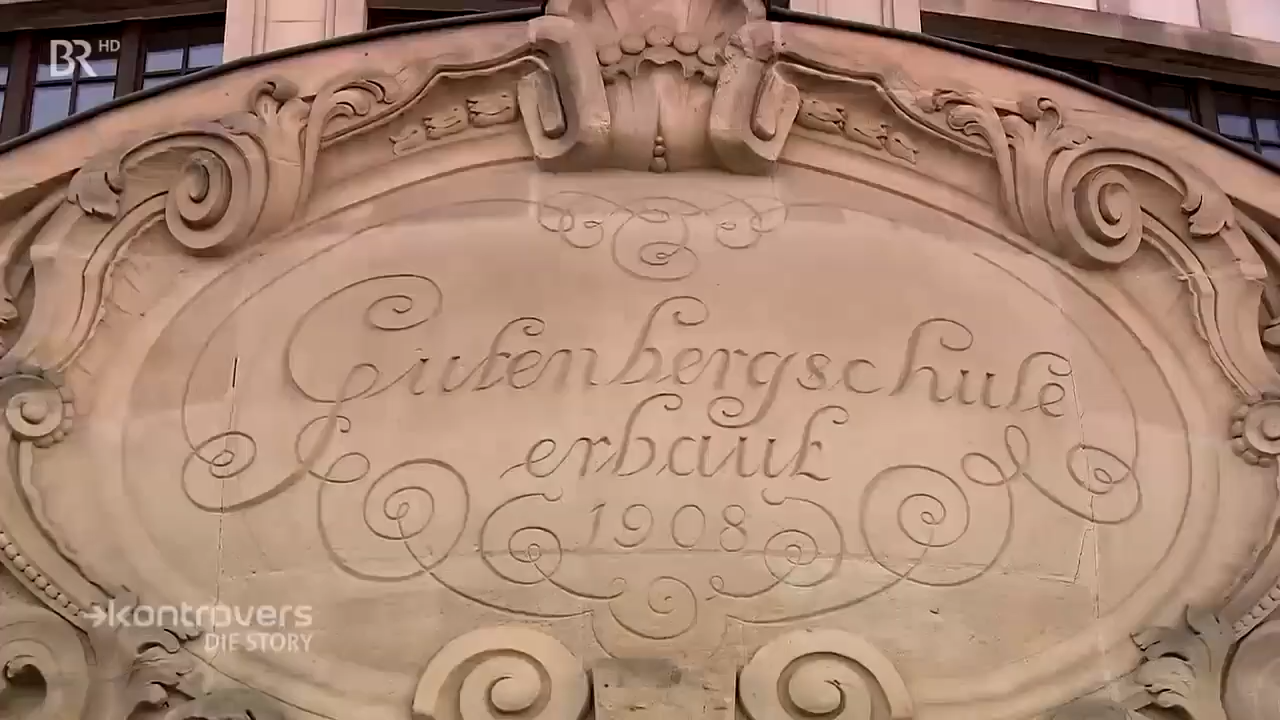 BR HD
Gutenbergschule
erbaut
1908
kontrovers
DIE STORY